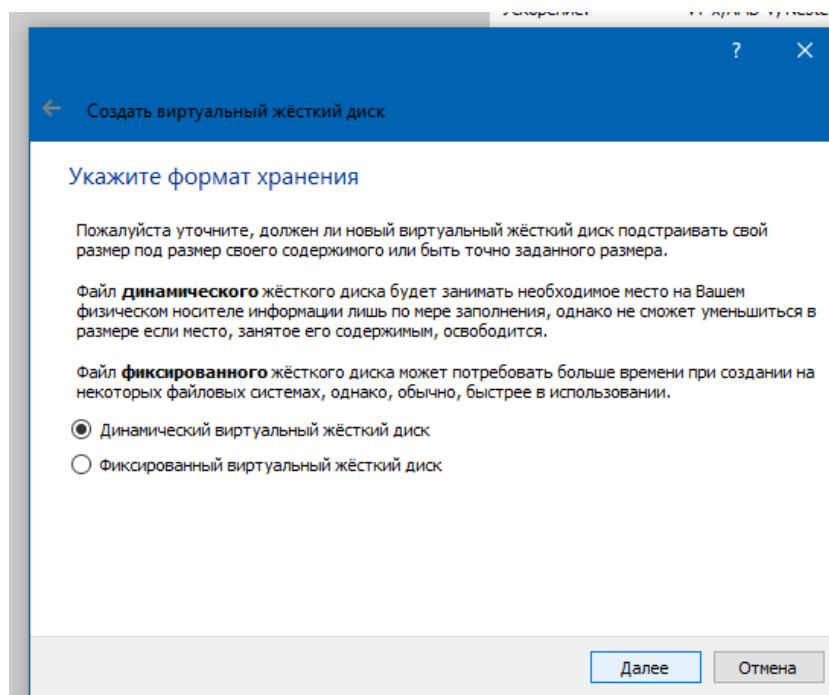 ?
Создать виртуальный жёсткий диск
Укажите формат хранения
Пожалуйста уточните, должен ли новый виртуальный жёсткий диск подстраивать свой
размер под размер своего содержимого или быть точно заданного размера.
Файл динамического жёсткого диска будет занимать необходимое место на Вашем
физическом носителе информации лишь по мере заполнения, однако не сможет уменьшиться в
размере если место, занятое его содержимым, освободится.
Файл фиксированного жёсткого диска может потребовать больше времени при создании на
некоторых файловых системах, однако, обычно, быстрее в использовании.
Динамический виртуальный жёсткий диск
Фиксированный виртуальный жёсткий диск
Далее Отмена